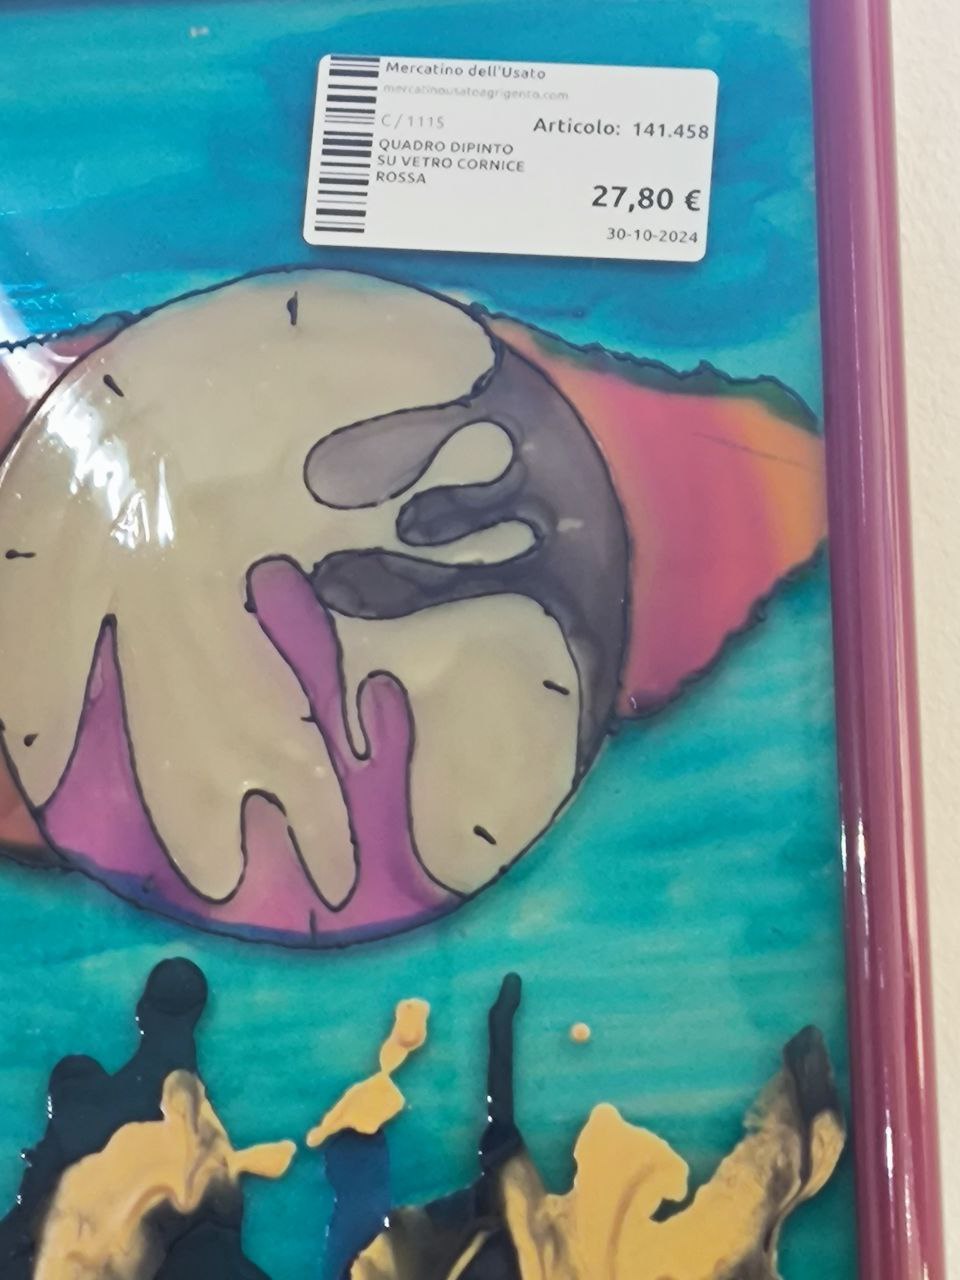 Mercatino dell'Usato
mercatinousatoagrigento.com
C/1115
Articolo: 141.458
QUADRO DIPINTO
SU VETRO CORNICE
ROSSA
27,80 €
30-10-2024